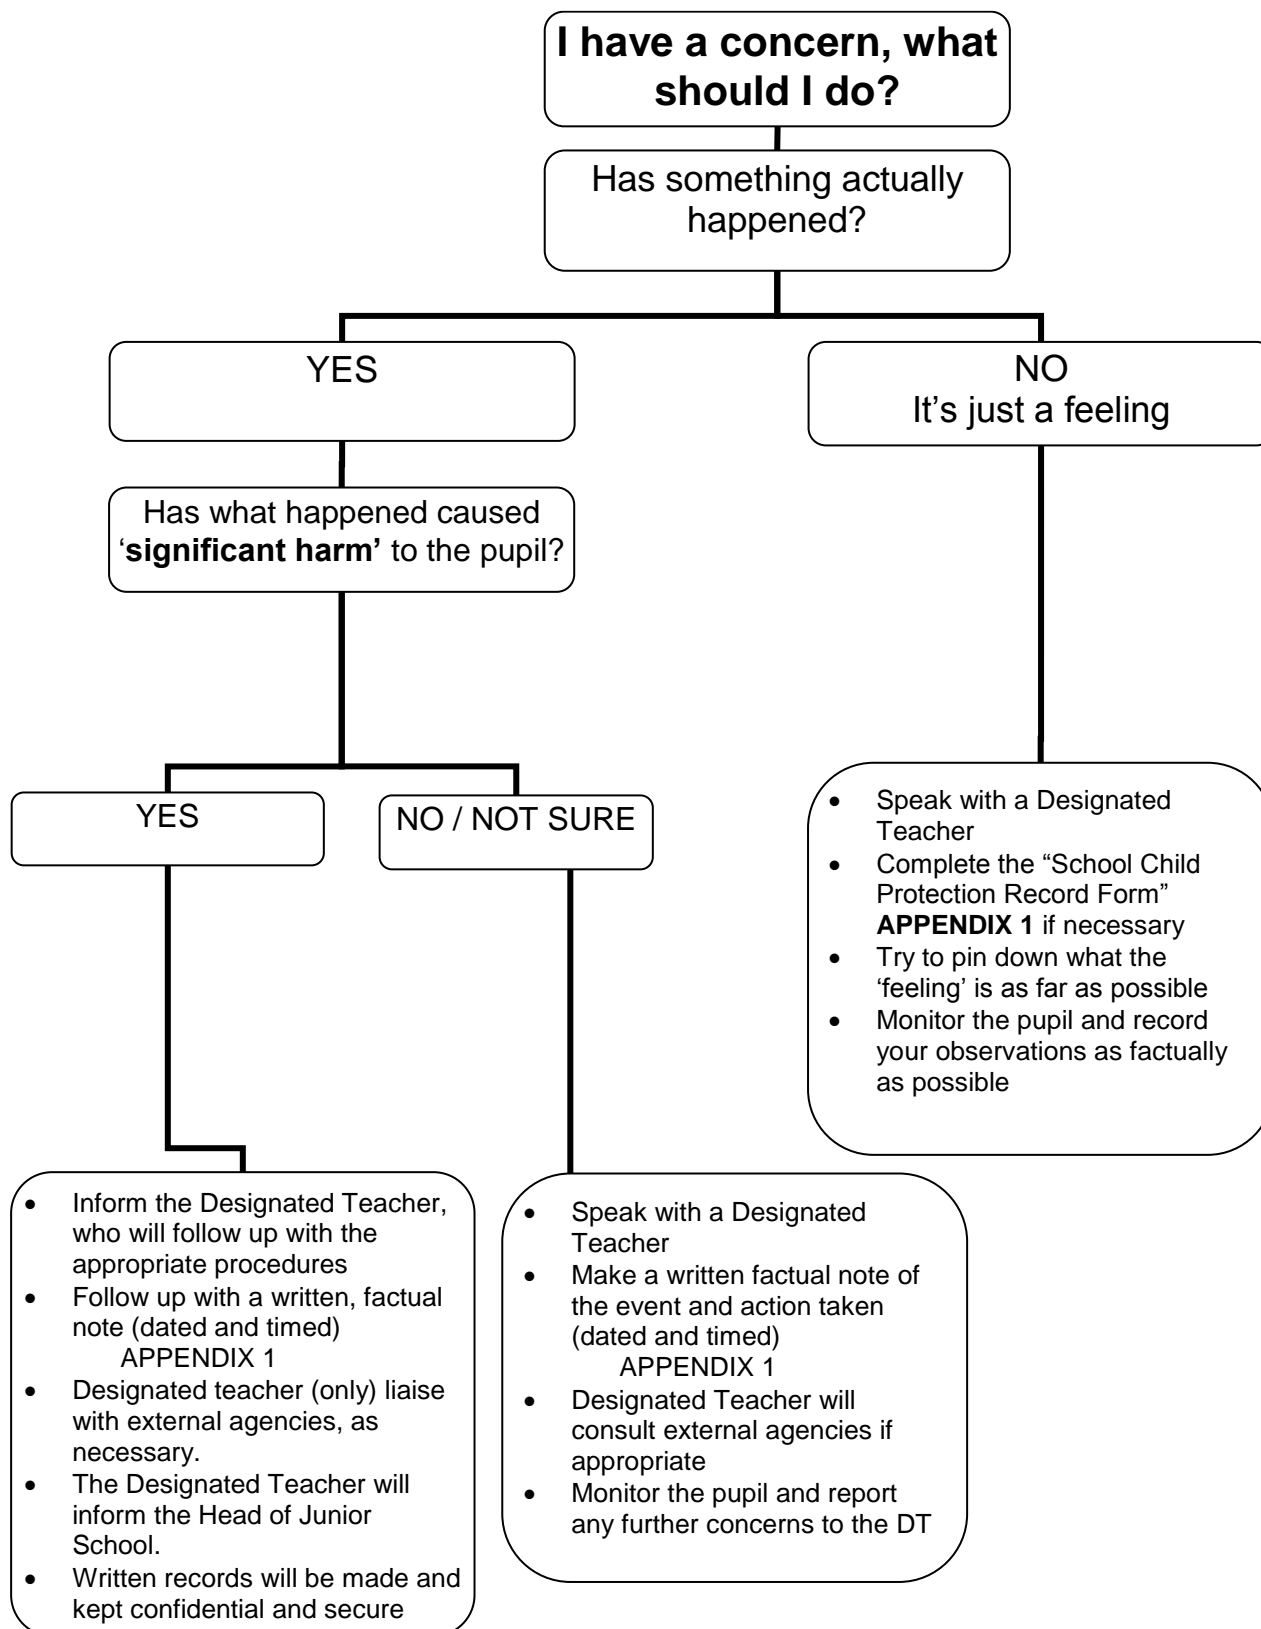 I have a concern, what
should I do?
Has something actually
happened?
YES
NO
It’s just a feeling
Has what happened caused
‘significant harm’ to the pupil?
YES
NO / NOT SURE
• Speak with a Designated
Teacher
• Complete the “School Child
Protection Record Form”
APPENDIX 1 if necessary
• Try to pin down what the
‘feeling’ is as far as possible
• Monitor the pupil and record
your observations as factually
as possible
• Inform the Designated Teacher,
who will follow up with the
appropriate procedures
• Follow up with a written, factual
note (dated and timed)
APPENDIX 1
• Designated teacher (only) liaise
with external agencies, as
necessary.
• The Designated Teacher will
inform the Head of Junior
School.
• Written records will be made and
kept confidential and secure
• Speak with a Designated
Teacher
• Make a written factual note of
the event and action taken
(dated and timed)
APPENDIX 1
• Designated Teacher will
consult external agencies if
appropriate
• Monitor the pupil and report
any further concerns to the DT